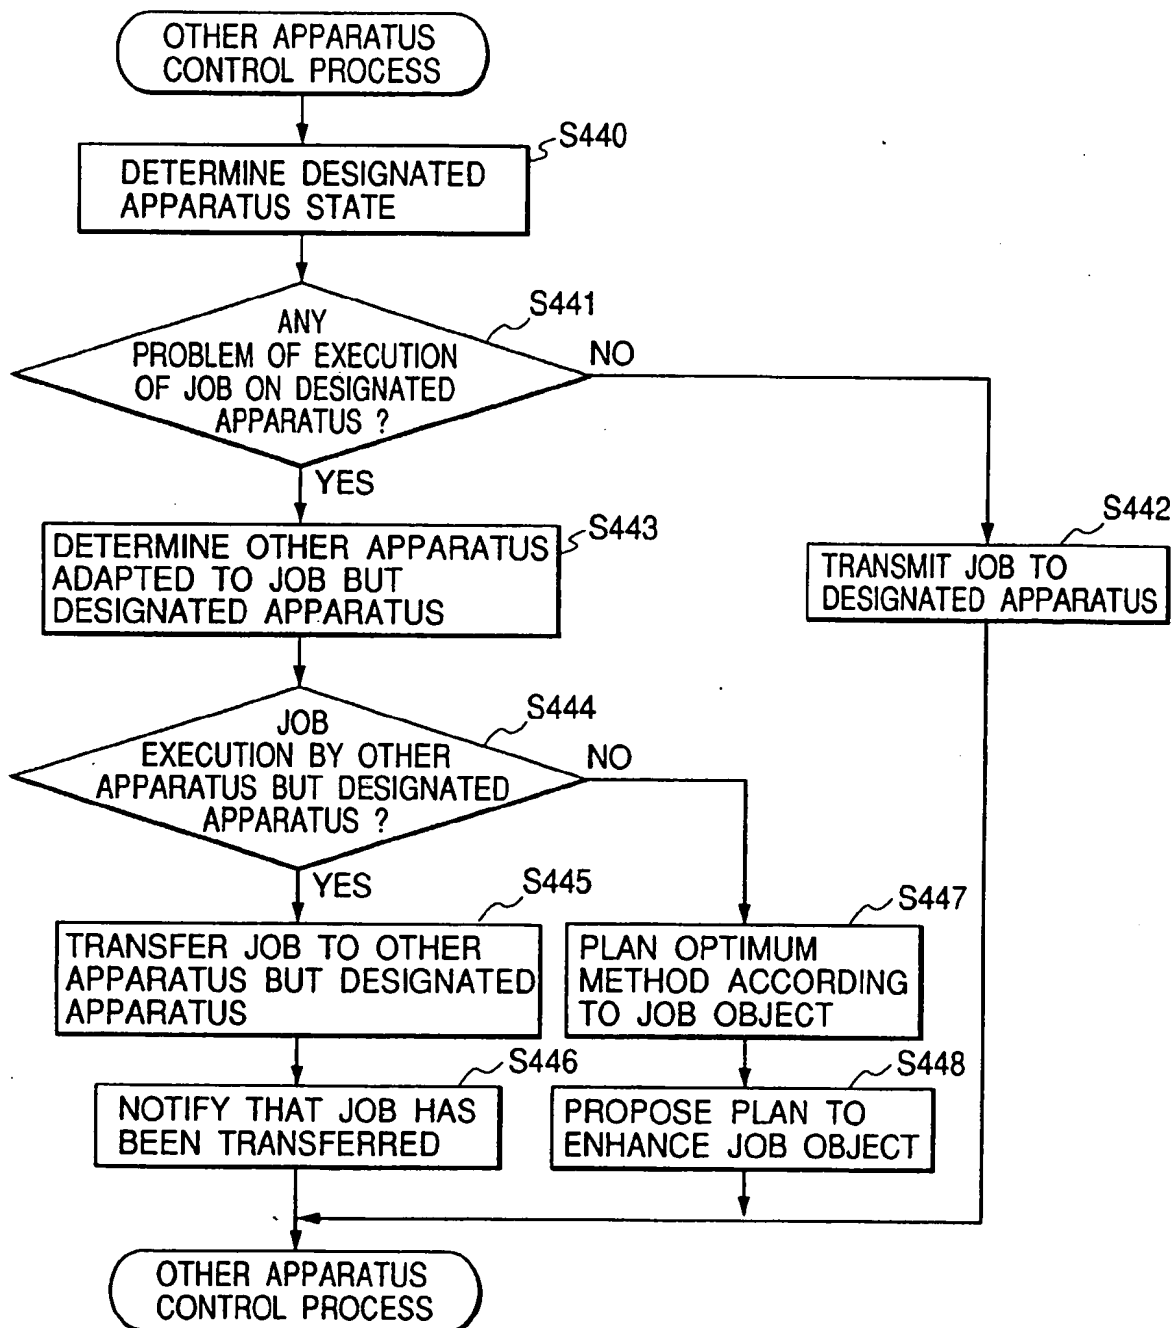 OTHER APPARATUS
CONTROL PROCESS
S440
DETERMINE DESIGNATED
APPARATUS STATE
S441
ANY
PROBLEM OF EXECUTION
OF JOB ON DESIGNATED
APPARATUS ?
NO
YES
S442
TRANSMIT JOB TO
DESIGNATED APPARATUS
S443
DETERMINE OTHER APPARATUS
ADAPTED TO JOB BUT
DESIGNATED APPARATUS
S444
JOB
EXECUTION BY OTHER
APPARATUS BUT DESIGNATED
APPARATUS ?
NO
YES
S445
TRANSFER JOB TO OTHER
APPARATUS BUT DESIGNATED
APPARATUS
S447
PLAN OPTIMUM
METHOD ACCORDING
TO JOB OBJECT
S446
NOTIFY THAT JOB HAS
BEEN TRANSFERRED
S448
PROPOSE PLAN TO
ENHANCE JOB OBJECT
OTHER APPARATUS
CONTROL PROCESS